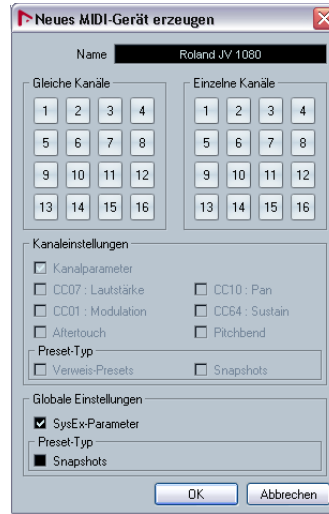 Neues MIDI-Gerät erzeugen
Name Roland JV 1080
Gleiche Kanäle Einzelne Kanäle
1 2 3 4 1 2 3 4
5 6 7 8 5 6 7 8
9 10 11 12 9 10 11 12
13 14 15 16 13 14 15 16
Kanaleinstellungen
Kanalparameter
CC07 : Lautstärke CC10 : Pan
CC01 : Modulation CC64 : Sustain
Aftertouch Pitchbend
Preset-Typ
Verweis-Presets Snapshots
Globale Einstellungen
SysEx-Parameter
Preset-Typ
Snapshots
OK Abbrechen